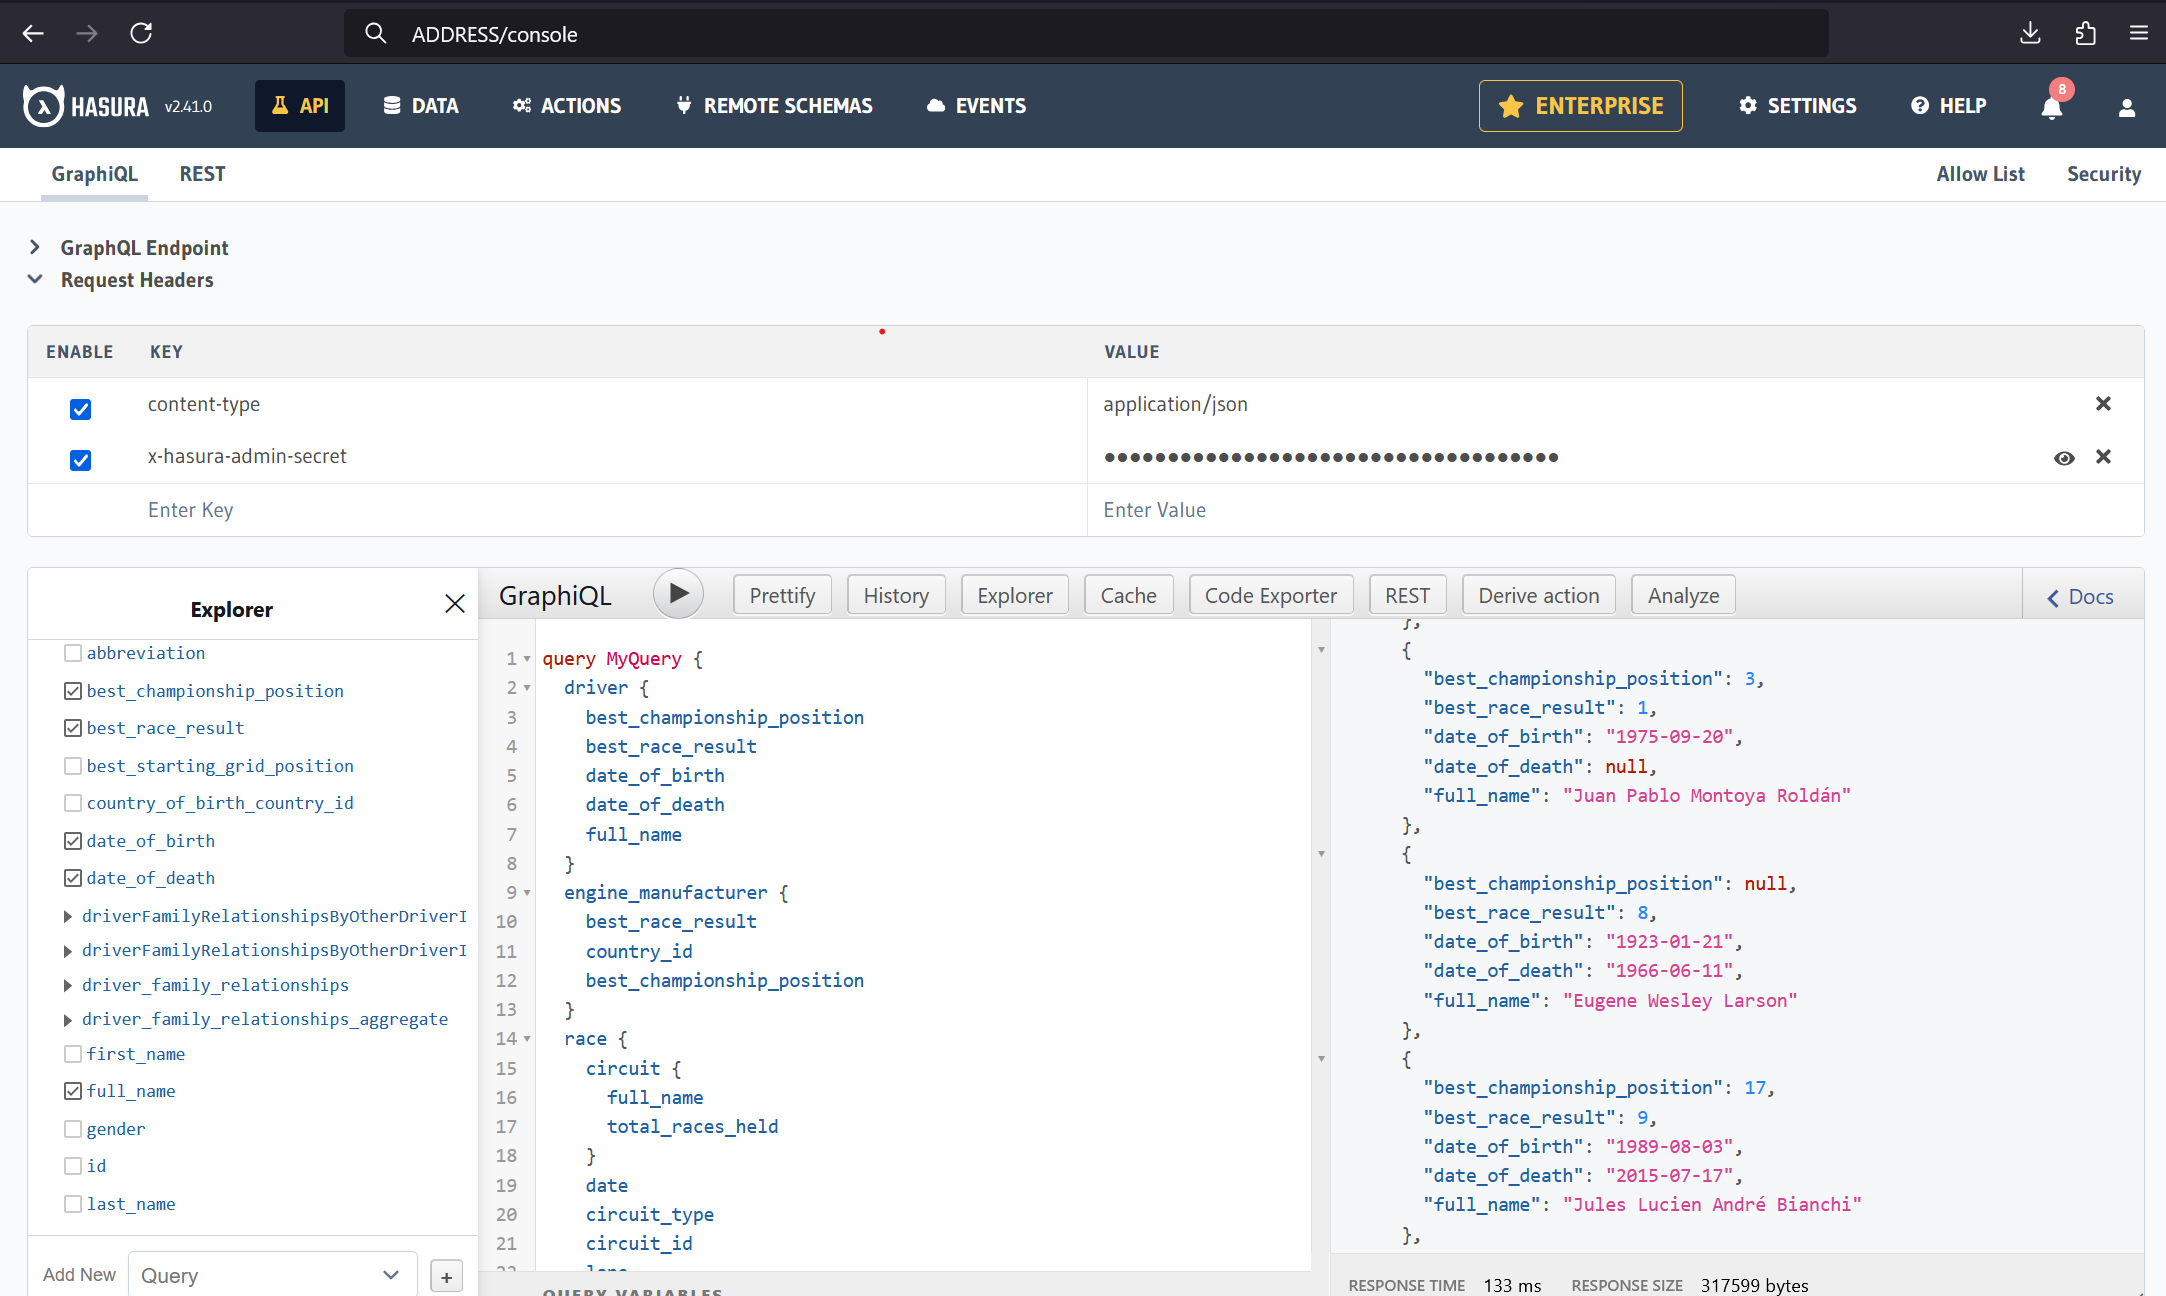 ADDRESS/console
HASURA v2.41.0 API DATA ACTIONS REMOTE SCHEMAS EVENTS ENTERPRISE SETTINGS HELP 8
GraphiQL REST Allow List Security
GraphQL Endpoint
Request Headers
ENABLE KEY VALUE
content-type application/json
x-hasura-admin-secret ••••••••••••••••••••••••••••••••••••
Enter Key Enter Value
Explorer
abbreviation
best_championship_position
best_race_result
best_starting_grid_position
country_of_birth_country_id
date_of_birth
date_of_death
driverFamilyRelationshipsByOtherDriverI
driverFamilyRelationshipsByOtherDriverI
driver_family_relationships
driver_family_relationships_aggregate
first_name
full_name
gender
id
last_name
Add New Query +
GraphiQL Prettify History Explorer Cache Code Exporter REST Derive action Analyze Docs
1 query MyQuery {
2 driver {
3 best_championship_position
4 best_race_result
5 date_of_birth
6 date_of_death
7 full_name
8 }
9 engine_manufacturer {
10 best_race_result
11 country_id
12 best_championship_position
13 }
14 race {
15 circuit {
16 full_name
17 total_races_held
18 }
19 date
20 circuit_type
21 circuit_id
QUERY VARIABLES
},
{
"best_championship_position": 3,
"best_race_result": 1,
"date_of_birth": "1975-09-20",
"date_of_death": null,
"full_name": "Juan Pablo Montoya Roldán"
},
{
"best_championship_position": null,
"best_race_result": 8,
"date_of_birth": "1923-01-21",
"date_of_death": "1966-06-11",
"full_name": "Eugene Wesley Larson"
},
{
"best_championship_position": 17,
"best_race_result": 9,
"date_of_birth": "1989-08-03",
"date_of_death": "2015-07-17",
"full_name": "Jules Lucien André Bianchi"
},
RESPONSE TIME 133 ms RESPONSE SIZE 317599 bytes